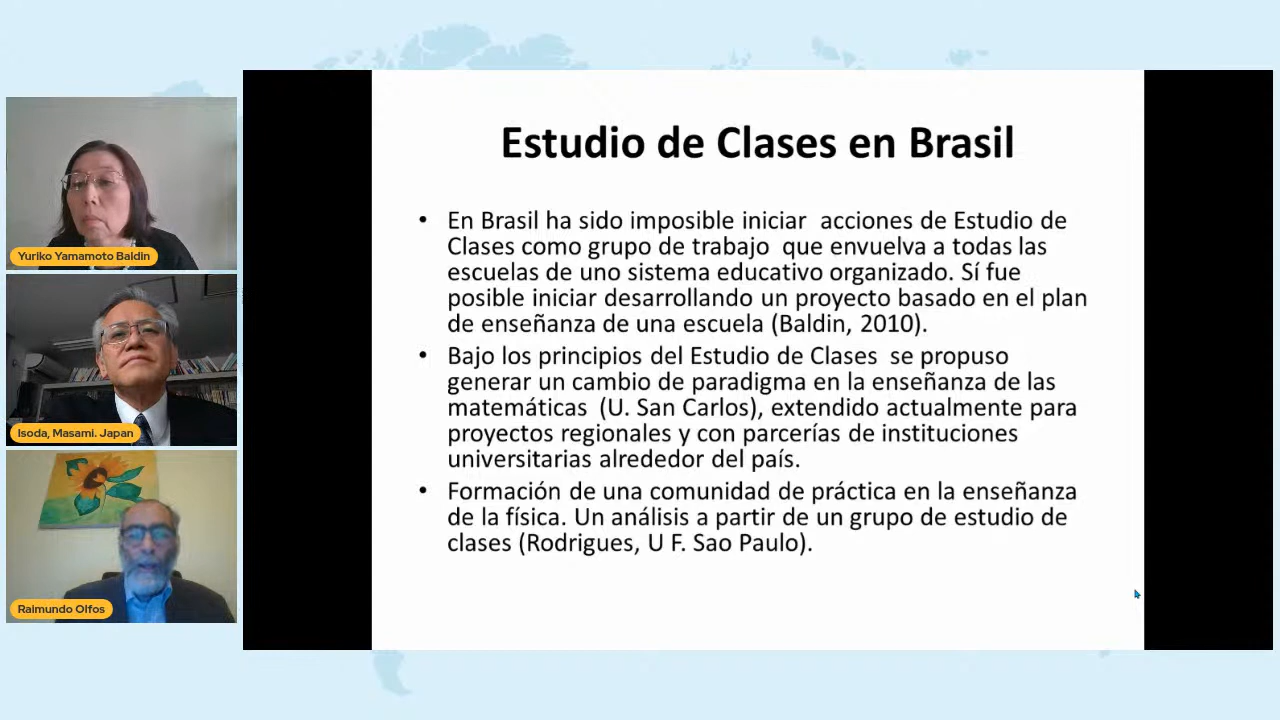 Yuriko Yamamoto Baldin
Isoda, Masami. Japan
Raimundo Olfos
Estudio de Clases en Brasil
• En Brasil ha sido imposible iniciar acciones de Estudio de
Clases como grupo de trabajo que envuelva a todas las
escuelas de uno sistema educativo organizado. Sí fue
posible iniciar desarrollando un proyecto basado en el plan
de enseñanza de una escuela (Baldin, 2010).
• Bajo los principios del Estudio de Clases se propuso
generar un cambio de paradigma en la enseñanza de las
matemáticas (U. San Carlos), extendido actualmente para
proyectos regionales y con parcerías de instituciones
universitarias alrededor del país.
• Formación de una comunidad de práctica en la enseñanza
de la física. Un análisis a partir de un grupo de estudio de
clases (Rodrigues, U F. Sao Paulo).